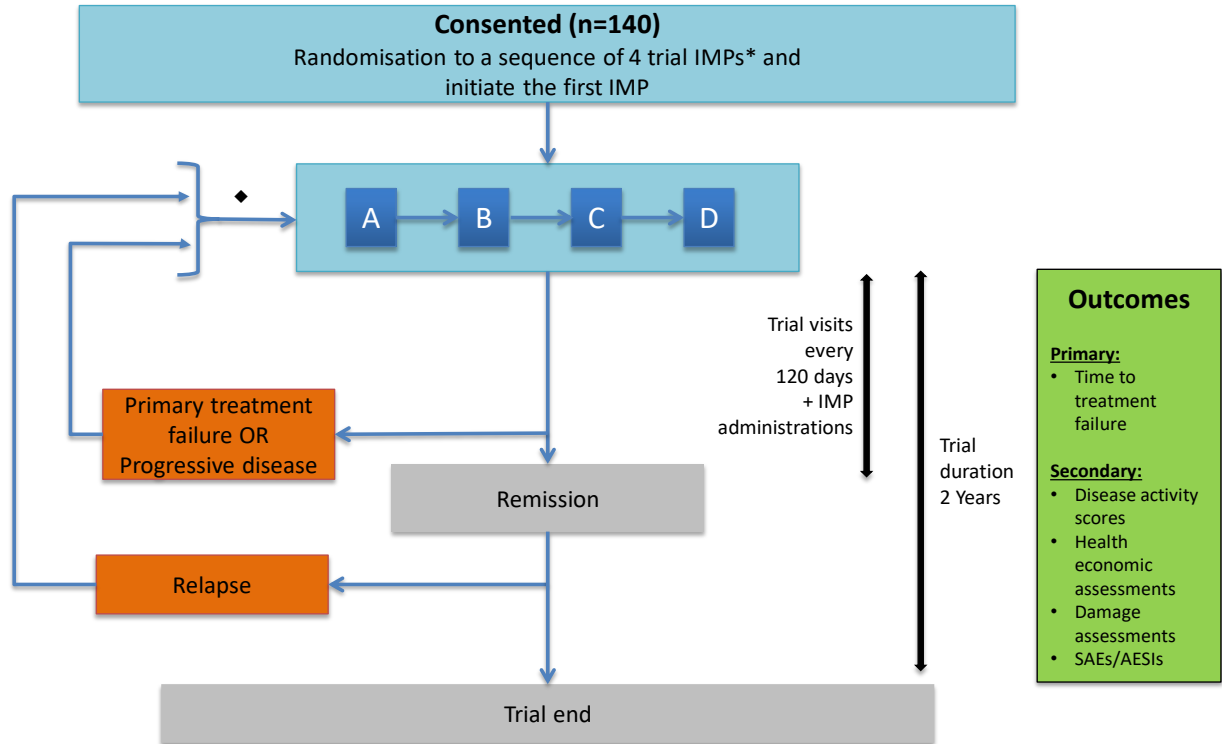 Consented (n=140)
Randomisation to a sequence of 4 trial IMPs* and
initiate the first IMP
◆
A
B
C
D
Trial visits
every
120 days
+ IMP
administrations
Trial
duration
2 Years
Primary treatment
failure OR
Progressive disease
Remission
Relapse
Trial end
Outcomes
Primary:
• Time to
treatment
failure
Secondary:
• Disease activity
scores
• Health
economic
assessments
• Damage
assessments
• SAEs/AESIs